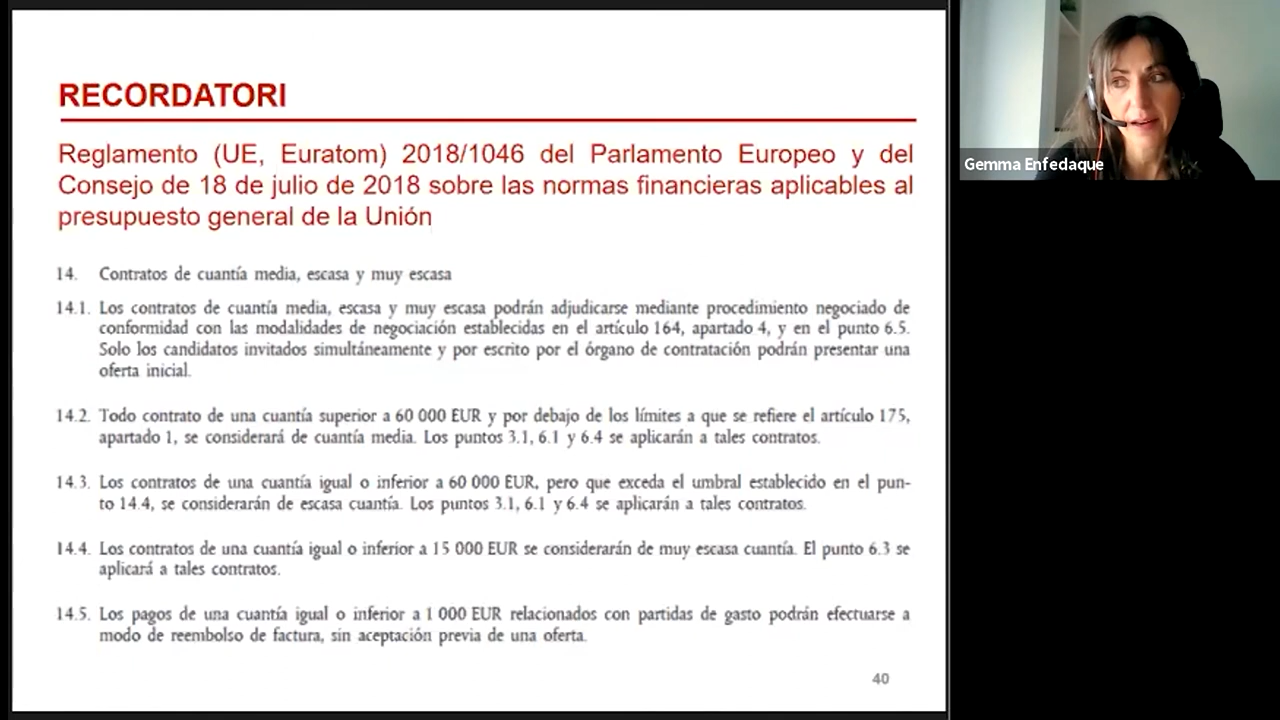 RECORDATORI
Reglamento (UE, Euratom) 2018/1046 del Parlamento Europeo y del
Consejo de 18 de julio de 2018 sobre las normas financieras aplicables al
presupuesto general de la Unión
14. Contratos de cuantía media, escasa y muy escasa
14.1. Los contratos de cuantía media, escasa y muy escasa podrán adjudicarse mediante procedimiento negociado de
conformidad con las modalidades de negociación establecidas en el artículo 164, apartado 4, y en el punto 6.5.
Solo los candidatos invitados simultáneamente y por escrito por el órgano de contratación podrán presentar una
oferta inicial.
14.2. Todo contrato de una cuantía superior a 60 000 EUR y por debajo de los límites a que se refiere el artículo 175,
apartado 1, se considerará de cuantía media. Los puntos 3.1, 6.1 y 6.4 se aplicarán a tales contratos.
14.3. Los contratos de una cuantía igual o inferior a 60 000 EUR, pero que exceda el umbral establecido en el pun-
to 14.4, se considerarán de escasa cuantía. Los puntos 3.1, 6.1 y 6.4 se aplicarán a tales contratos.
14.4. Los contratos de una cuantía igual o inferior a 15 000 EUR se considerarán de muy escasa cuantía. El punto 6.3 se
aplicará a tales contratos.
14.5. Los pagos de una cuantía igual o inferior a 1 000 EUR relacionados con partidas de gasto podrán efectuarse a
modo de reembolso de factura, sin aceptación previa de una oferta.
40
Gemma Enfedaque